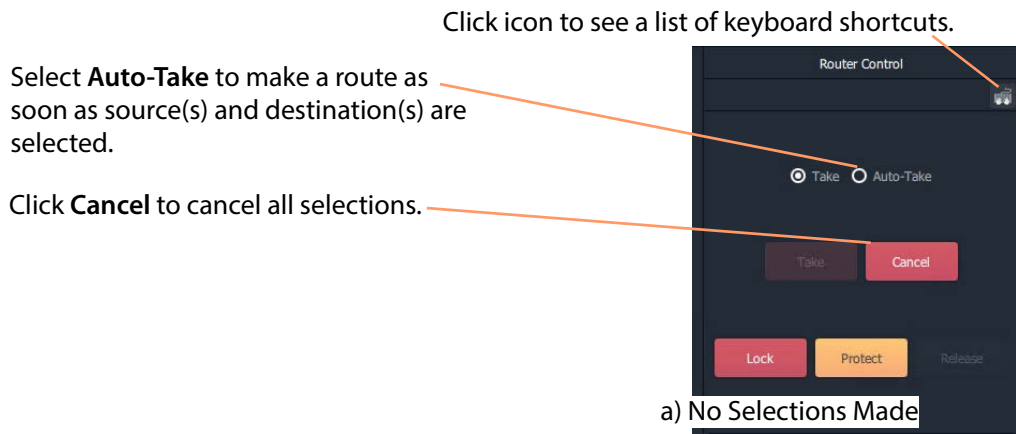 Click icon to see a list of keyboard shortcuts.
Router Control
Select Auto-Take to make a route as
soon as source(s) and destination(s) are
selected.
Take Auto-Take
Click Cancel to cancel all selections.
Take Cancel
Lock Protect Release
a) No Selections Made